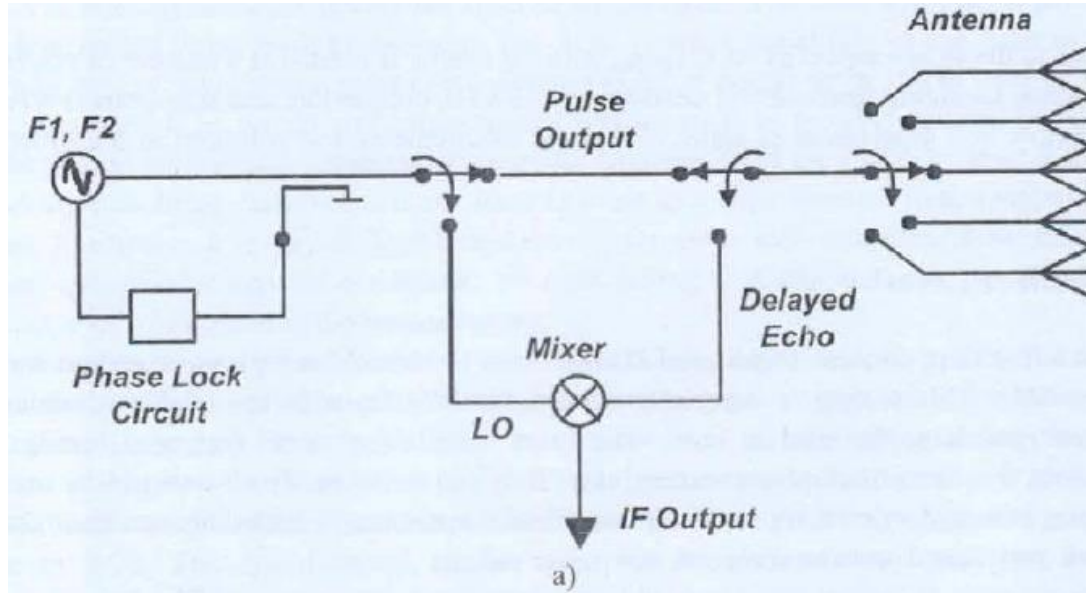 Antenna
F1, F2
Pulse
Output
Delayed
Echo
Mixer
Phase Lock
Circuit
LO
IF Output
a)